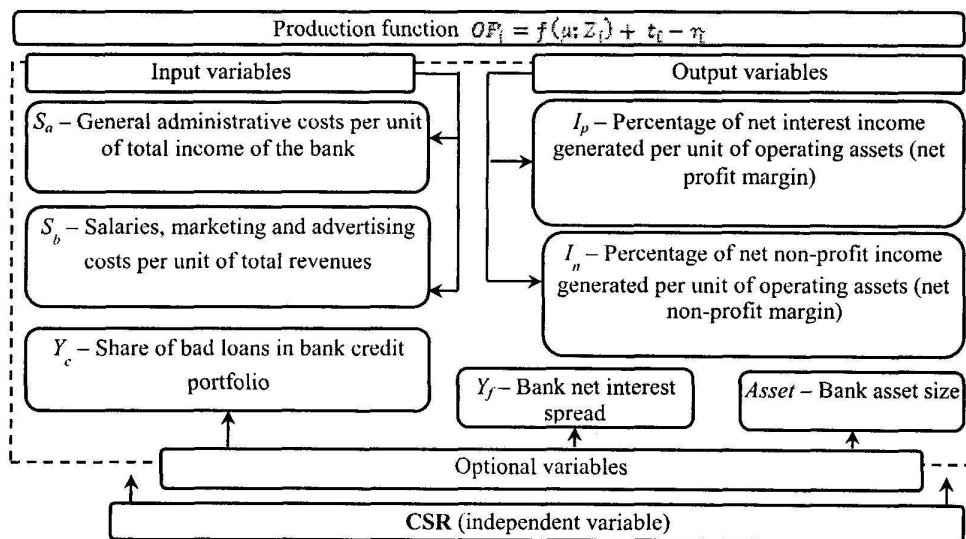 Production function OF_i = f(μ; Z_i) + t_i − η_i
Input variables
Output variables
S_a – General administrative costs per unit
of total income of the bank
I_p – Percentage of net interest income
generated per unit of operating assets (net
profit margin)
S_b – Salaries, marketing and advertising
costs per unit of total revenues
I_n – Percentage of net non-profit income
generated per unit of operating assets (net
non-profit margin)
Y_c – Share of bad loans in bank credit
portfolio
Y_f – Bank net interest
spread
Asset – Bank asset size
Optional variables
CSR (independent variable)